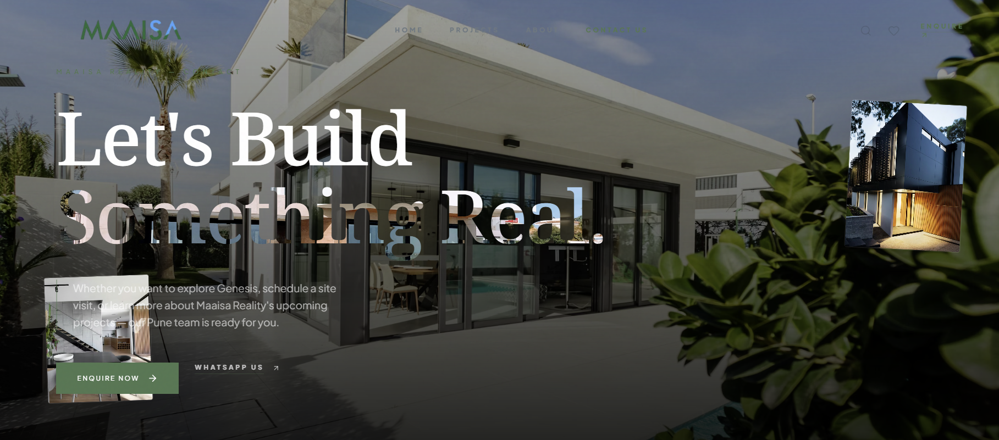 MAAISA
HOME PROJECTS ABOUT CONTACT US
ENQUIRE
MAAISA
Let's Build
Something Real.
Whether you want to explore Genesis, schedule a site
visit, or learn more about Maaisa Reality's upcoming
projects — our Pune team is ready for you.
WHATSAPP US
ENQUIRE NOW